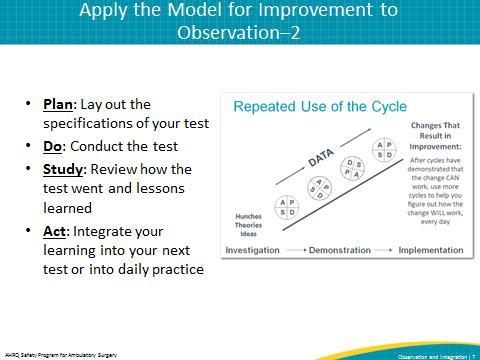 Apply the Model for Improvement to
Observation–2
• Plan: Lay out the
specifications of your test
• Do: Conduct the test
• Study: Review how the
test went and lessons
learned
• Act: Integrate your
learning into your next
test or into daily practice
Repeated Use of the Cycle
Changes That
Result in
Improvement:
After cycles have
demonstrated that
the change CAN
work, use more
cycles to help you
figure out how the
change WILL work,
every day
DATA
A P
S D
D S
P A
A P
S D
A P
S D
Hunches
Theories
Ideas
Investigation → Demonstration → Implementation
AHRQ Safety Program for Ambulatory Surgery
Observation and Integration | 7